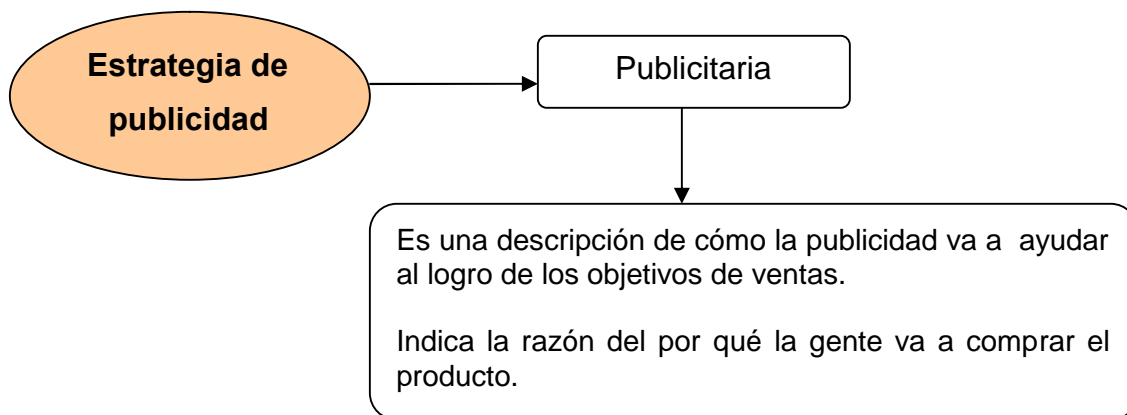 Estrategia de
publicidad
Publicitaria
Es una descripción de cómo la publicidad va a ayudar
al logro de los objetivos de ventas.
Indica la razón del por qué la gente va a comprar el
producto.